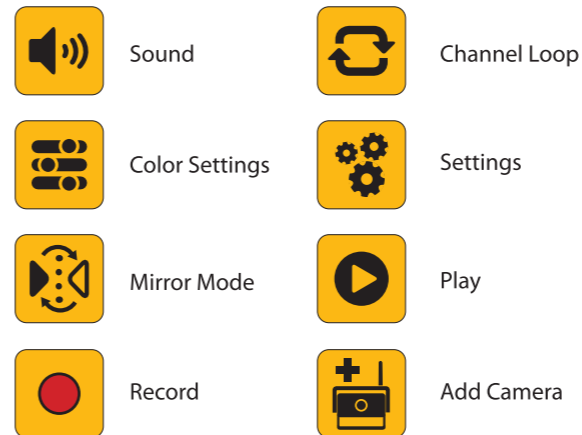 Sound
Channel Loop
Color Settings
Settings
Mirror Mode
Play
Record
Add Camera